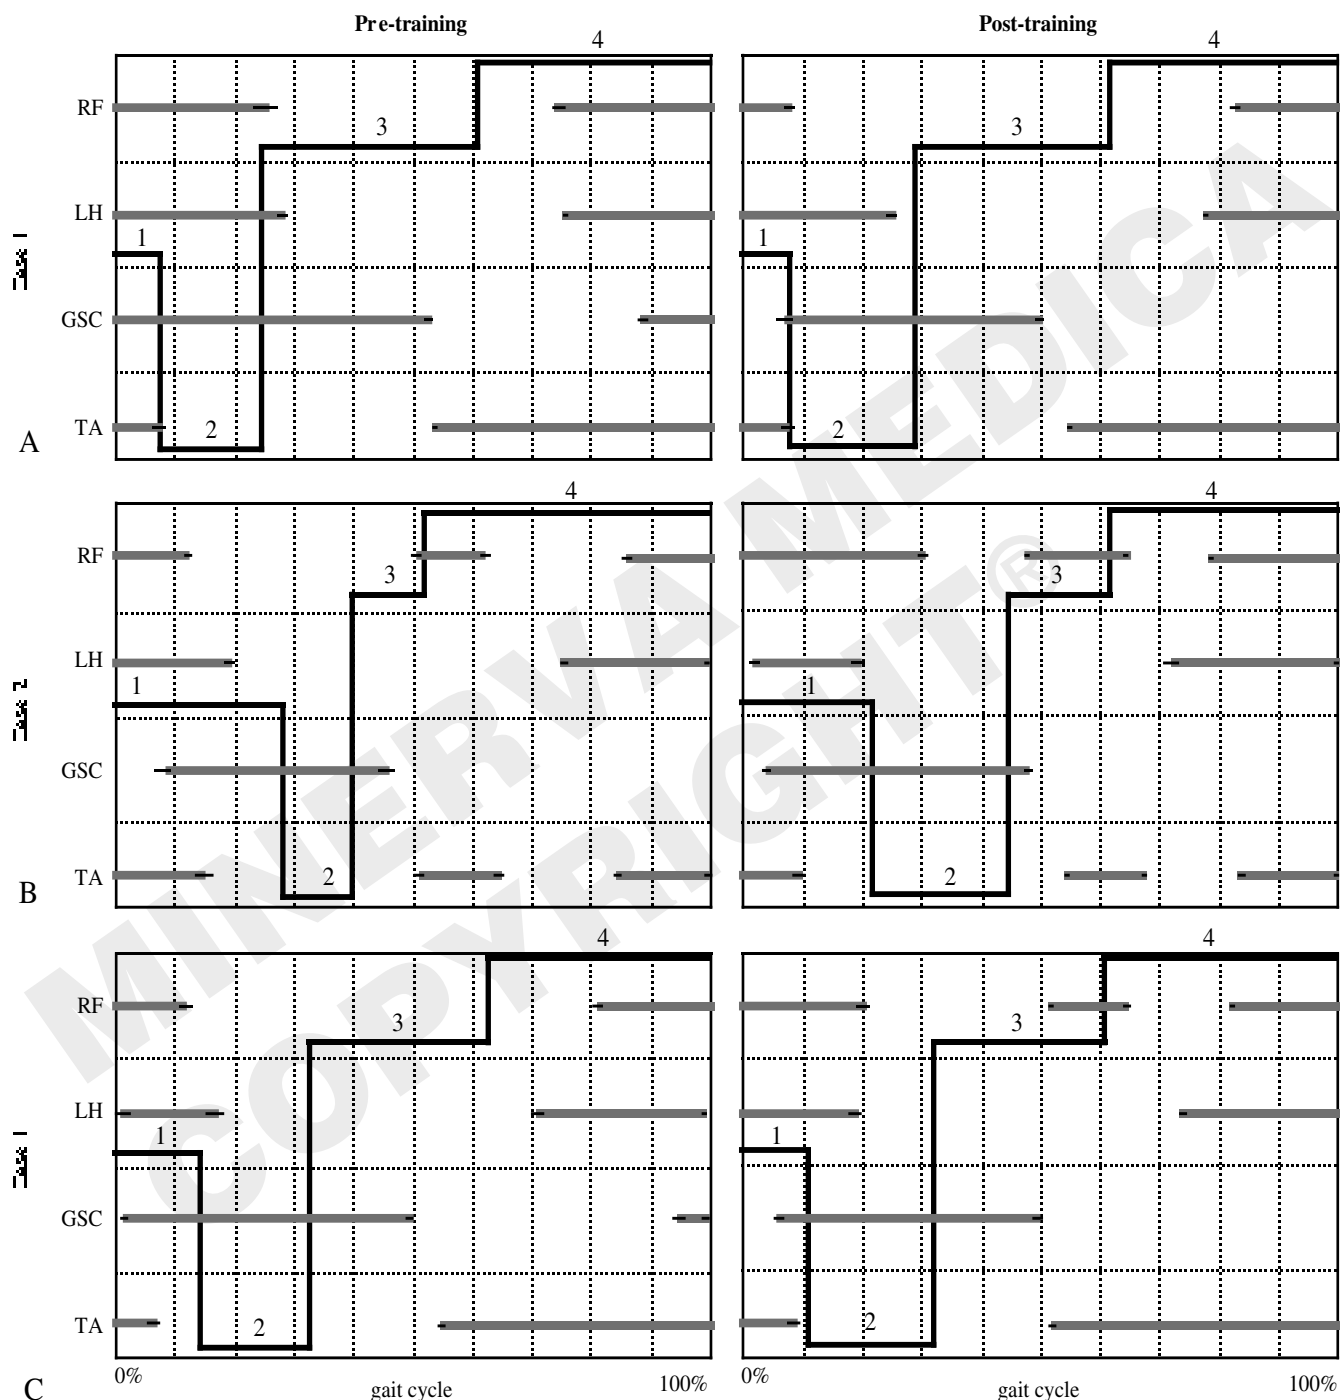 Pre-training Post-training
4 4
RF
3 3
LH
1 1
GSC
2 2
TA
A
4 4
RF
3 3
LH
1 1
GSC
2 2
TA
B
4 4
RF
3 3
LH
1 1
GSC
2 2
TA
C
0% gait cycle 100% 0% gait cycle 100%
MINERVA MEDICA
COPYRIGHT®